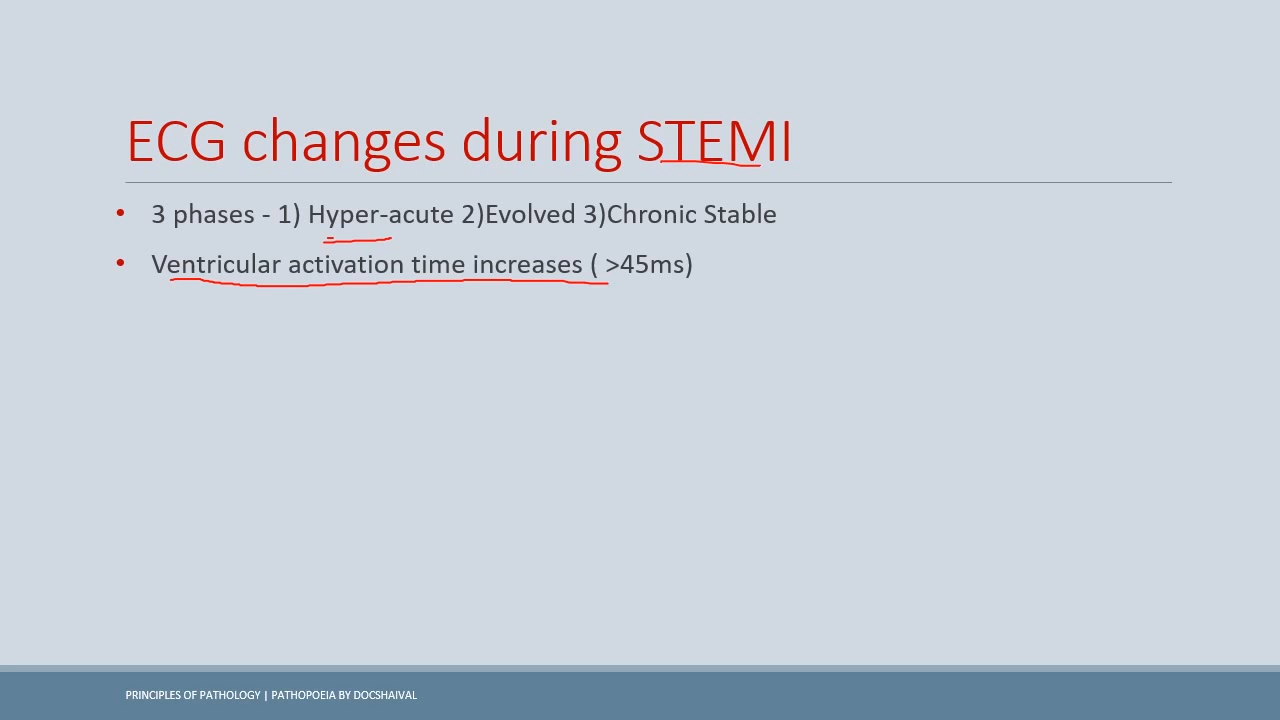 ECG changes during STEMI
• 3 phases - 1) Hyper-acute 2)Evolved 3)Chronic Stable
• Ventricular activation time increases ( >45ms)
PRINCIPLES OF PATHOLOGY | PATHOPOEIA BY DOCSHAIVAL